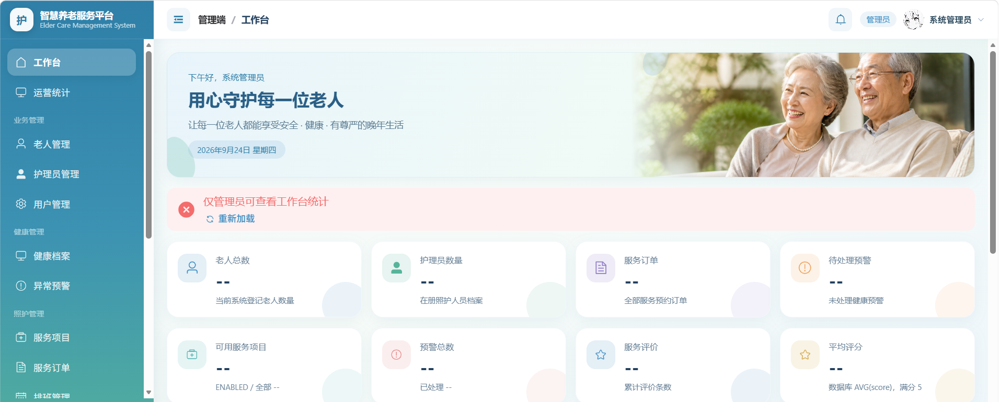 护
智慧养老服务平台
Elder Care Management System
管理端 / 工作台
管理员
系统管理员
工作台
运营统计
业务管理
老人管理
护理员管理
用户管理
健康管理
健康档案
异常预警
照护管理
服务项目
服务订单
排班管理
下午好，系统管理员
用心守护每一位老人
让每一位老人都能享受安全 · 健康 · 有尊严的晚年生活
2026年9月24日 星期四
仅管理员可查看工作台统计
重新加载
老人总数
--
当前系统登记老人数量
护理员数量
--
在册照护人员档案
服务订单
--
全部服务预约订单
待处理预警
--
未处理健康预警
可用服务项目
--
ENABLED / 全部 --
预警总数
--
已处理 --
服务评价
--
累计评价条数
平均评分
--
数据库 AVG(score)，满分 5